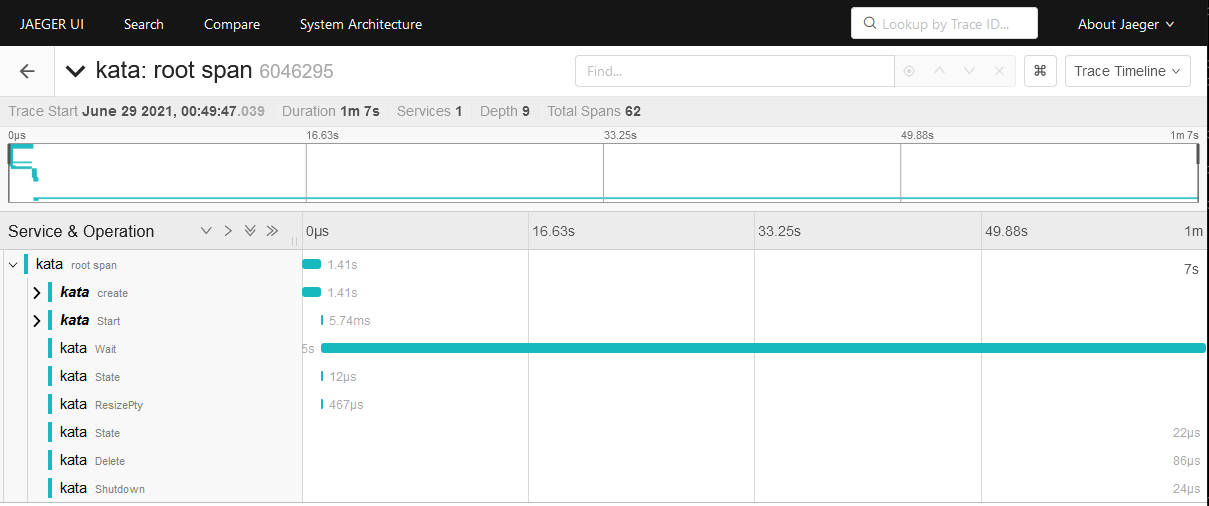 JAEGER UI Search Compare System Architecture Lookup by Trace ID... About Jaeger
kata: root span 6046295 Find... ⌘ Trace Timeline
Trace Start June 29 2021, 00:49:47.039 Duration 1m 7s Services 1 Depth 9 Total Spans 62
0μs 16.63s 33.25s 49.88s 1m 7s
Service & Operation 0μs 16.63s 33.25s 49.88s 1m
7s
kata root span 1.41s
kata create 1.41s
kata Start 5.74ms
kata Wait 5s
kata State 12μs
kata ResizePty 467μs
kata State 22μs
kata Delete 86μs
kata Shutdown 24μs